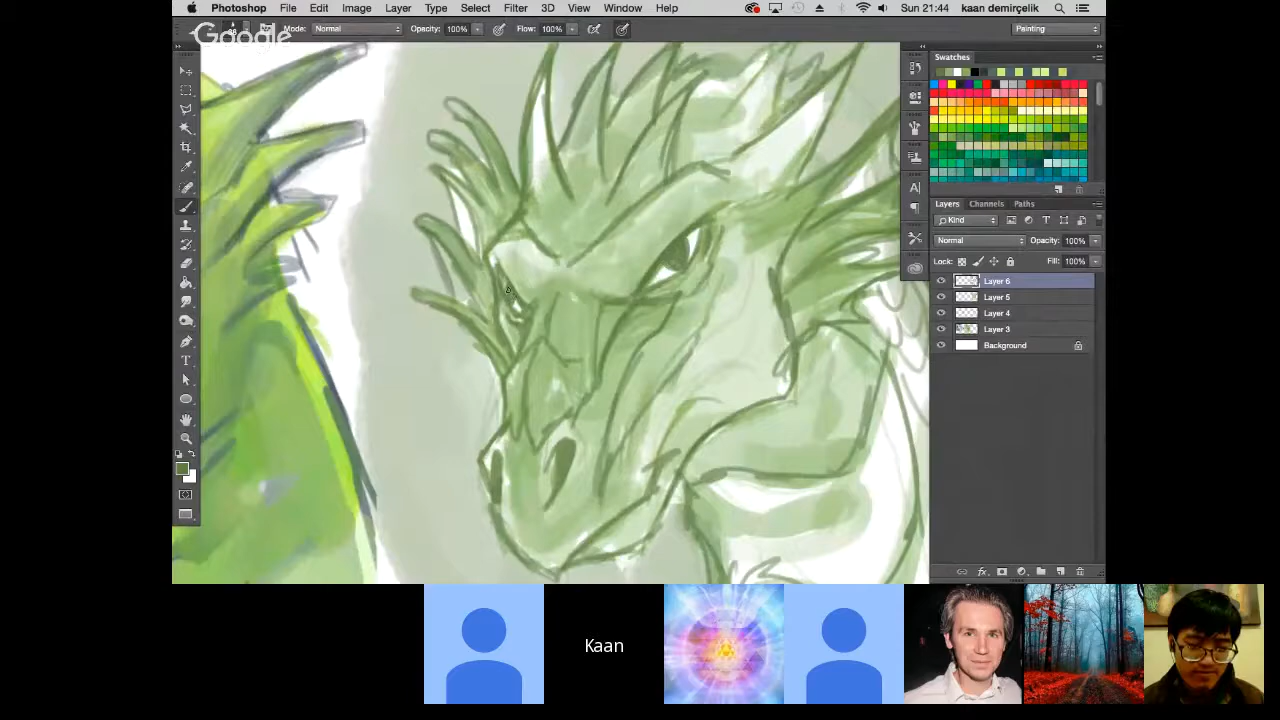 Photoshop File Edit Image Layer Type Select Filter 3D View Window Help Sun 21:44 kaan demirçelik
Google
Mode: Normal Opacity: 100% Flow: 100% Painting
Swatches
Layers Channels Paths
Kind
Normal Opacity: 100%
Lock: Fill: 100%
Layer 6
Layer 5
Layer 4
Layer 3
Background
Kaan